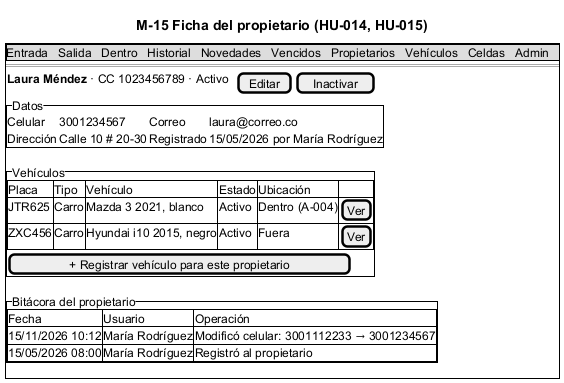 M-15 Ficha del propietario (HU-014, HU-015)
Entrada Salida Dentro Historial Novedades Vencidos Propietarios Vehículos Celdas Admin
Laura Méndez · CC 1023456789 · Activo Editar Inactivar
Datos
Celular 3001234567 Correo laura@correo.co
Dirección Calle 10 # 20-30 Registrado 15/05/2026 por María Rodríguez
Vehículos
Placa Tipo Vehículo Estado Ubicación
JTR625 Carro Mazda 3 2021, blanco Activo Dentro (A-004) Ver
ZXC456 Carro Hyundai i10 2015, negro Activo Fuera Ver
+ Registrar vehículo para este propietario
Bitácora del propietario
Fecha Usuario Operación
15/11/2026 10:12 María Rodríguez Modificó celular: 3001112233 → 3001234567
15/05/2026 08:00 María Rodríguez Registró al propietario